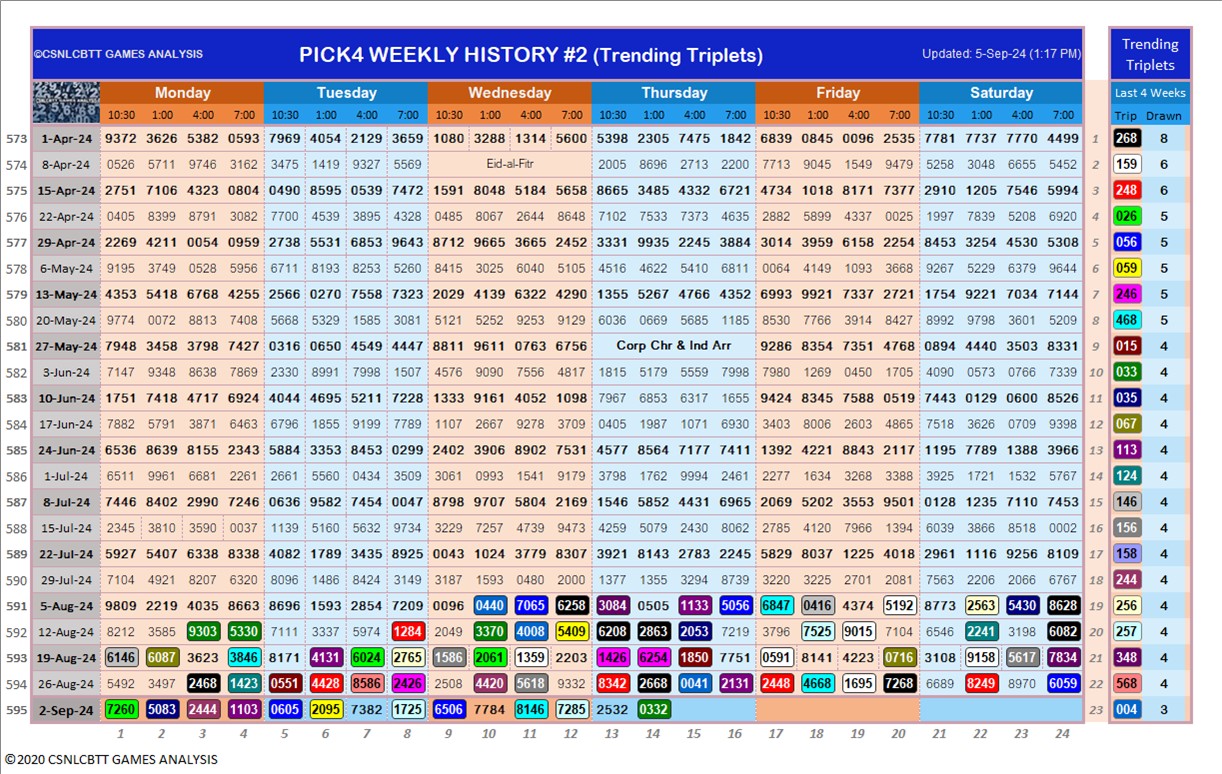 ©CSNLCBTT GAMES ANALYSIS PICK4 WEEKLY HISTORY #2 (Trending Triplets) Updated: 5-Sep-24 (1:17 PM) Trending Triplets
Monday Tuesday Wednesday Thursday Friday Saturday Last 4 Weeks
10:30 1:00 4:00 7:00 10:30 1:00 4:00 7:00 10:30 1:00 4:00 7:00 10:30 1:00 4:00 7:00 10:30 1:00 4:00 7:00 10:30 1:00 4:00 7:00 Trip Drawn
573 1-Apr-24 9372 3626 5382 0593 7969 4054 2129 3659 1080 3288 1314 5600 5398 2305 7475 1842 6839 0845 0096 2535 7781 7737 7770 4499 1 268 8
574 8-Apr-24 0526 5711 9746 3162 3475 1419 9327 5569 Eid-al-Fitr 2005 8696 2713 2200 7713 9045 1549 9479 5258 3048 6655 5452 2 159 6
575 15-Apr-24 2751 7106 4323 0804 0490 8595 0539 7472 1591 8048 5184 5658 8665 3485 4332 6721 4734 1018 8171 7377 2910 1205 7546 5994 3 248 6
576 22-Apr-24 0405 8399 8791 3082 7700 4539 3895 4328 0485 8067 2644 8648 7102 7533 7373 4635 2882 5899 4337 0025 1997 7839 5208 6920 4 026 5
577 29-Apr-24 2269 4211 0054 0959 2738 5531 6853 9643 8712 9665 3665 2452 3331 9935 2245 3884 3014 3959 6158 2254 8453 3254 4530 5308 5 056 5
578 6-May-24 9195 3749 0528 5956 6711 8193 8253 5260 8415 3025 6040 5105 4516 4622 5410 6811 0064 4149 1093 3668 9267 5229 6379 9644 6 059 5
579 13-May-24 4353 5418 6768 4255 2566 0270 7558 7323 2029 4139 6322 4290 1355 5267 4766 4352 6993 9921 7337 2721 1754 9221 7034 7144 7 246 5
580 20-May-24 9774 0072 8813 7408 5668 5329 1585 3081 5121 5252 9253 9129 6036 0669 5685 1185 8530 7766 3914 8427 8992 9798 3601 5209 8 468 5
581 27-May-24 7948 3458 3798 7427 0316 0650 4549 4447 9811 9611 0763 6756 Corp Chr & Ind Arr 9286 8354 7351 4768 0894 4440 3503 8331 9 015 4
582 3-Jun-24 7147 9348 8638 7869 2330 8991 7998 1507 4576 9090 7556 4817 1815 5179 5559 7998 7980 1269 0450 1705 4090 0573 0766 7339 10 033 4
583 10-Jun-24 1751 7418 4717 6924 4044 4695 5211 7228 1333 9161 4052 1098 7967 6853 6317 1655 9424 8345 7588 0519 7443 0129 0600 8526 11 035 4
584 17-Jun-24 7882 5791 3871 6463 6796 1855 9199 7789 1107 2667 9278 3709 0405 1987 1071 6930 3403 8006 2603 4865 7518 3626 0709 9398 12 067 4
585 24-Jun-24 6536 8639 8155 2343 5884 3353 8453 0299 2402 3906 8902 7531 4577 8564 7177 7411 1392 4221 8843 2117 1195 7789 1388 3966 13 113 4
586 1-Jul-24 6511 9961 6681 2261 2661 5560 0434 3509 0061 0993 1541 9179 3798 1762 2994 2461 2277 1634 3268 3388 3925 1721 1532 5767 14 124 4
587 8-Jul-24 7446 8402 2990 7246 0636 9582 7454 0047 8798 9707 5804 2169 1546 5852 4431 6965 2069 5202 3553 9501 0128 1235 7110 7453 15 146 4
588 15-Jul-24 2345 3810 3590 0037 1139 5160 5632 9734 3229 7257 4739 9473 4259 5079 2430 8062 2785 4120 7966 1394 6039 3866 8518 0002 16 156 4
589 22-Jul-24 5927 5407 6338 8338 4082 1789 3435 8925 0043 1024 3779 8307 3921 8143 2783 2245 5829 8037 1225 4018 2961 1116 9256 8109 17 158 4
590 29-Jul-24 7104 4921 8207 6320 8096 1486 8424 3149 3187 1593 0480 2000 1377 1355 3294 8739 3220 3225 2701 2081 7563 2206 2066 6767 18 244 4
591 5-Aug-24 9809 2219 4035 8663 8696 1593 2854 7209 0096 0440 7065 6258 3084 0505 1133 5056 6847 0416 4374 5192 8773 2563 5430 8628 19 256 4
592 12-Aug-24 8212 3585 9303 5330 7111 3337 5974 1284 2049 3370 4008 5409 6208 2863 2053 7219 3796 7525 9015 7104 6546 2241 3198 6082 20 257 4
593 19-Aug-24 6146 6087 3623 3846 8171 4131 6024 2765 1586 2061 1359 2203 1426 6254 1850 7751 0591 8141 4223 0716 3108 9158 5617 7834 21 348 4
594 26-Aug-24 5492 3497 2468 1423 0551 4428 8586 2426 2508 4420 5618 9332 8342 2668 0041 2131 2448 4668 1695 7268 6689 8249 8970 6059 22 568 4
595 2-Sep-24 7260 5083 2444 1103 0605 2095 7382 1725 6506 7784 8146 7285 2532 0332 23 004 3
1 2 3 4 5 6 7 8 9 10 11 12 13 14 15 16 17 18 19 20 21 22 23 24
©2020 CSNLCBTT GAMES ANALYSIS